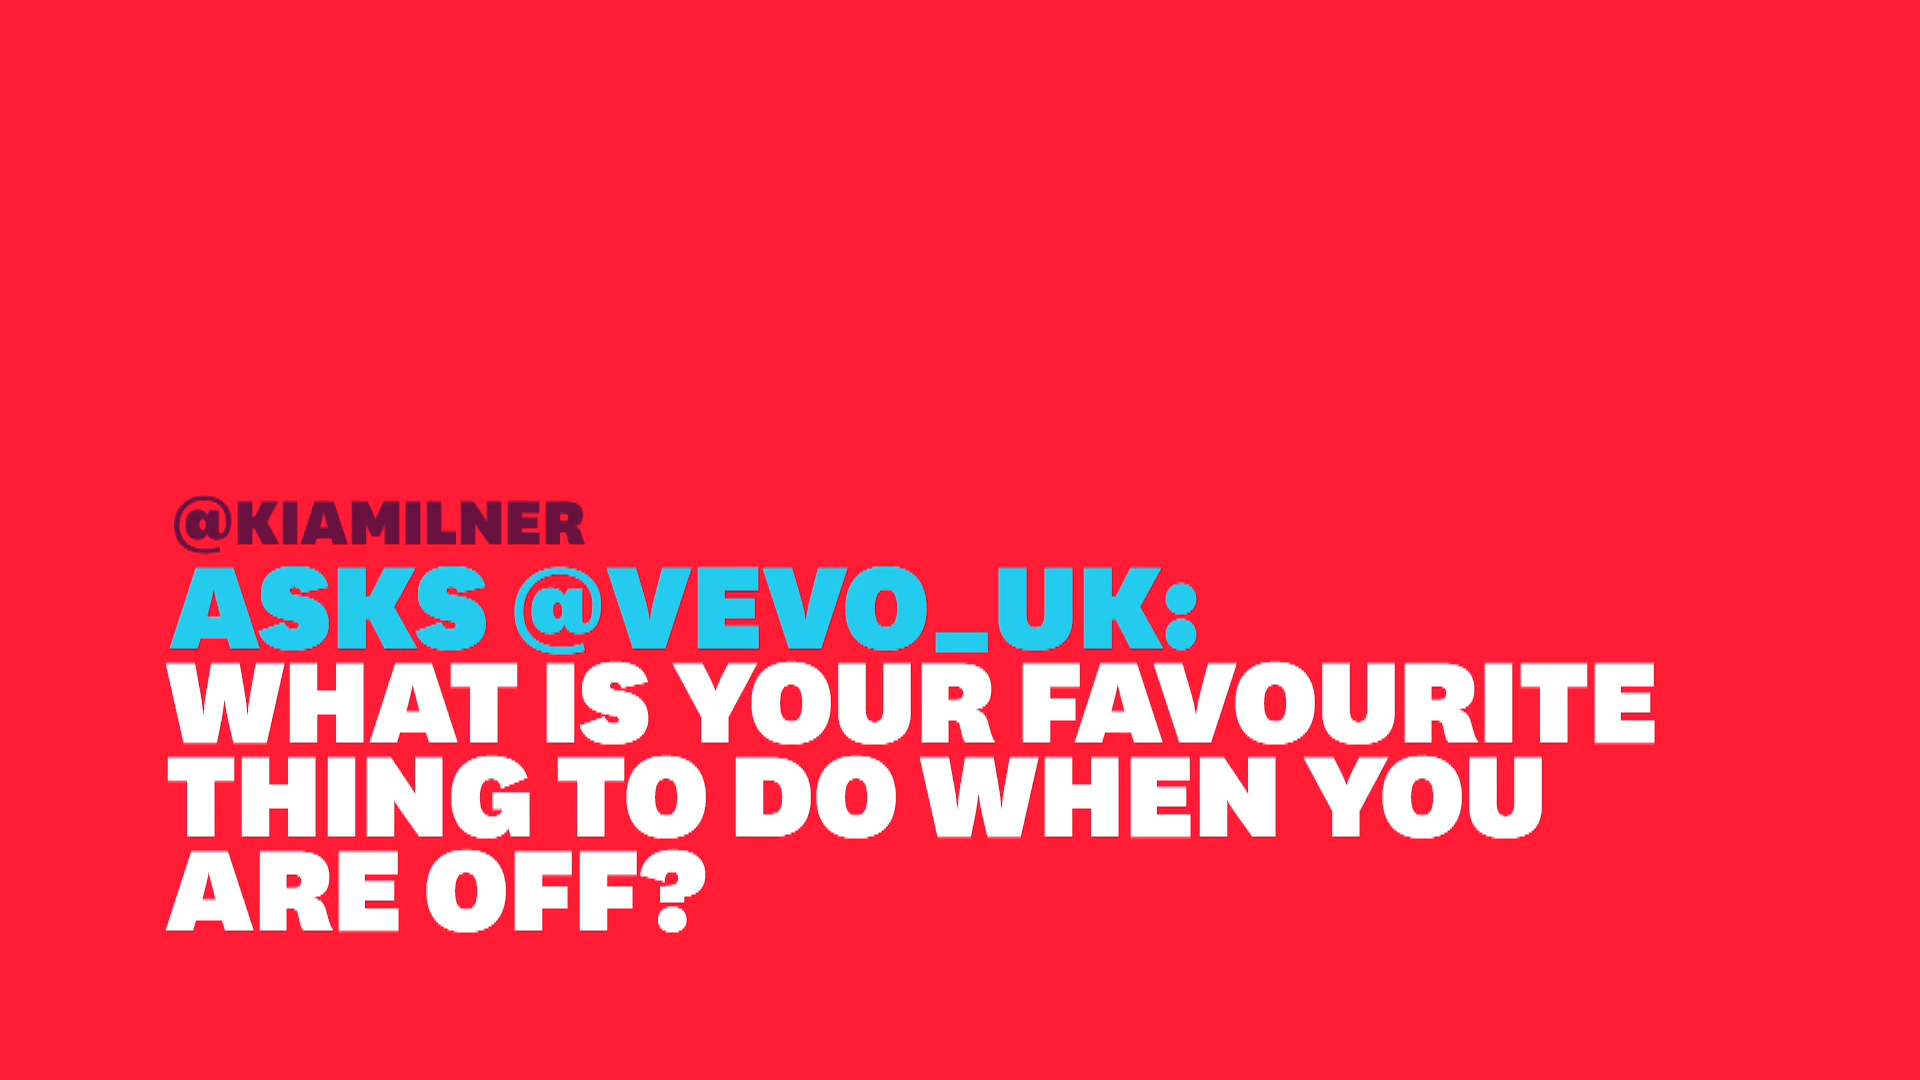 @KIAMILNER
ASKS @VEVO_UK:
WHAT IS YOUR FAVOURITE
THING TO DO WHEN YOU
ARE OFF?